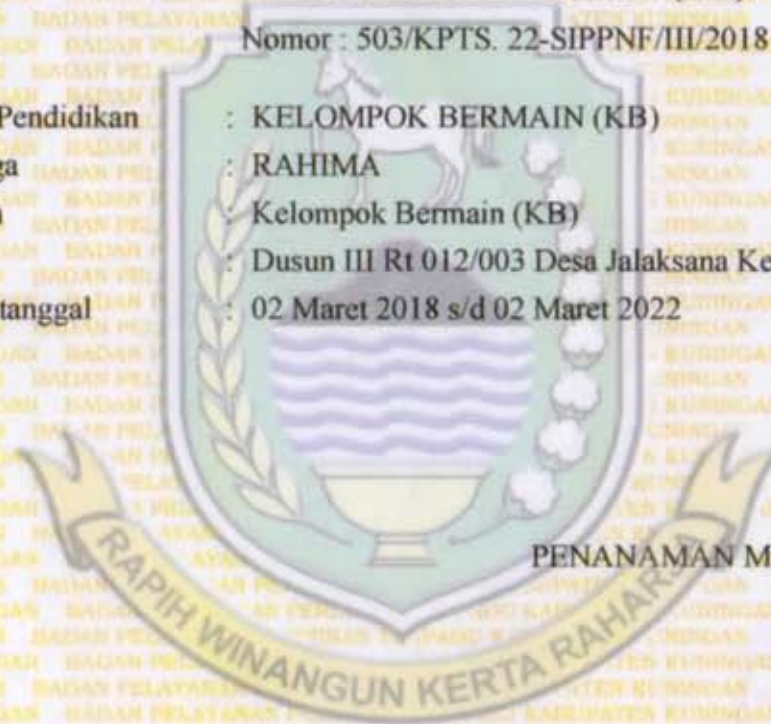 Nomor : 503/KPTS. 22-SIPPNF/III/2018
Pendidikan : KELOMPOK BERMAIN (KB)
ga : RAHIMA
: Kelompok Bermain (KB)
: Dusun III Rt 012/003 Desa Jalaksana Ke
tanggal : 02 Maret 2018 s/d 02 Maret 2022
PENANAMAN M
RAPIH WINANGUN KERTA RAHARJA